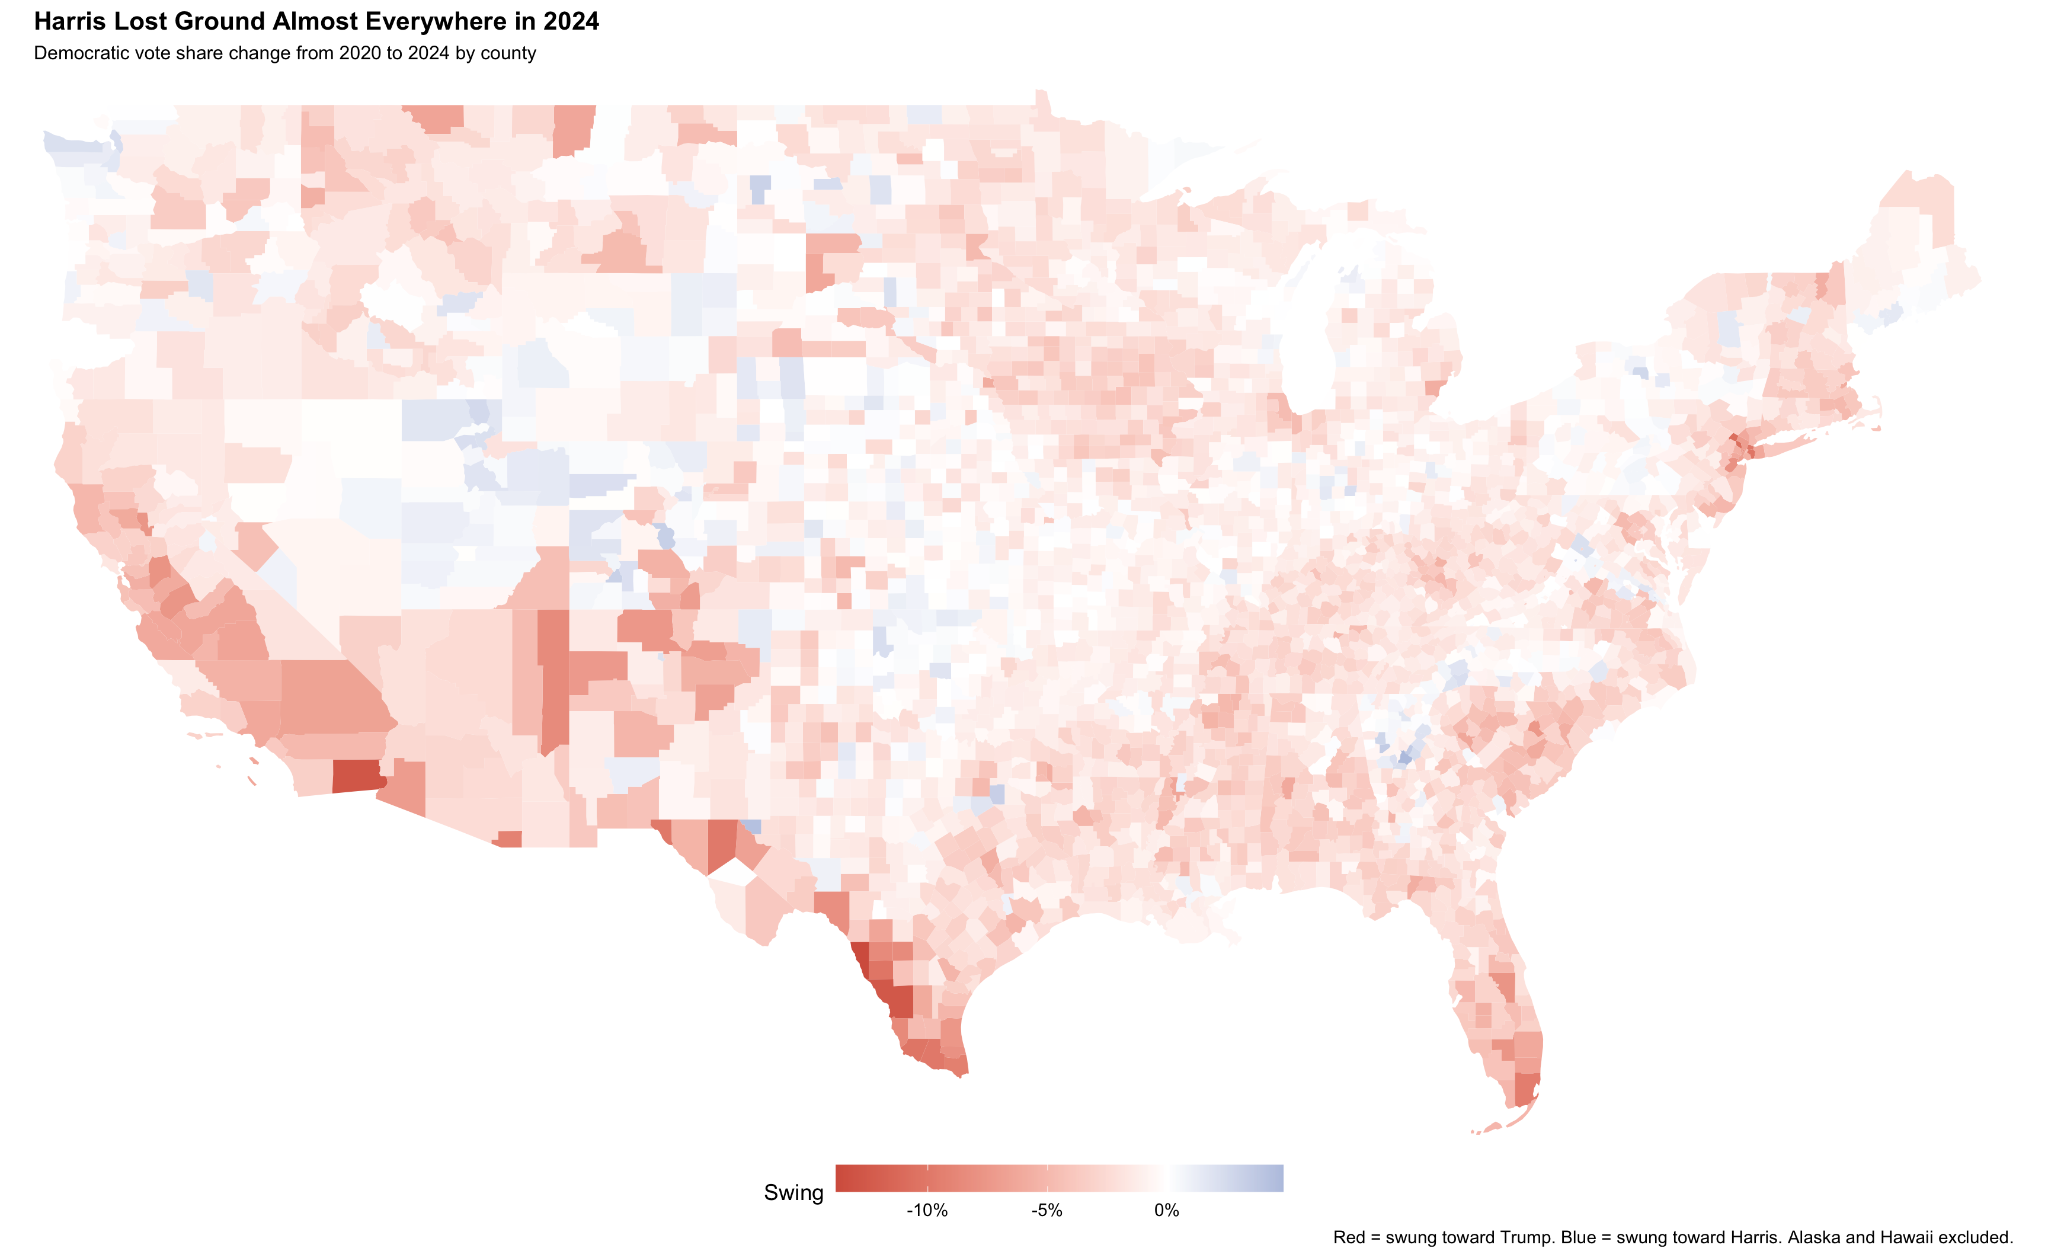 Harris Lost Ground Almost Everywhere in 2024
Democratic vote share change from 2020 to 2024 by county
Swing
-10% -5% 0%
Red = swung toward Trump. Blue = swung toward Harris. Alaska and Hawaii excluded.